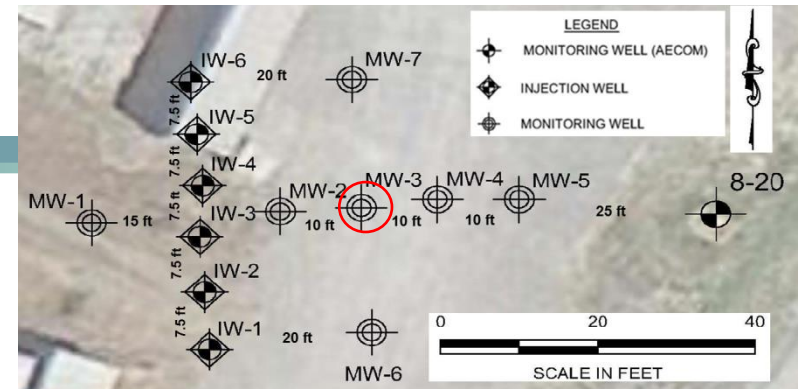 LEGEND
MONITORING WELL (AECOM)
INJECTION WELL
MONITORING WELL
IW-6
20 ft
MW-7
7.5 ft
IW-5
7.5 ft
IW-4
7.5 ft
MW-1
15 ft
IW-3
MW-2
10 ft
MW-3
10 ft
MW-4
10 ft
MW-5
25 ft
8-20
7.5 ft
IW-2
7.5 ft
IW-1
20 ft
MW-6
0 20 40
SCALE IN FEET